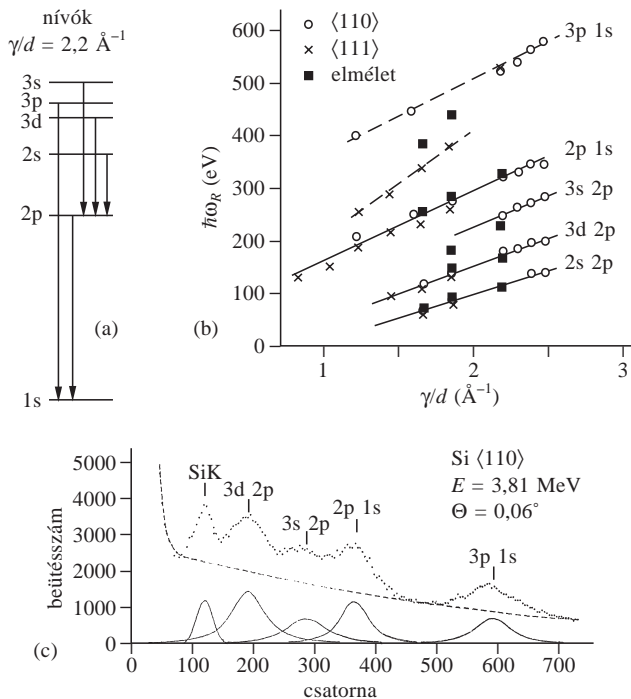 nívók
γ/d = 2,2 Å⁻¹
3s
3p
3d
2s
2p
1s
(a)
○ ⟨110⟩
× ⟨111⟩
■ elmélet
600
500
400
300
200
100
0
ħω_R (eV)
3p 1s
2p 1s
3s 2p
3d 2p
2s 2p
(b)
1 2 3
γ/d (Å⁻¹)
5000
4000
3000
2000
1000
0
beütésszám
SiK
3d 2p
3s 2p
2p 1s
3p 1s
Si ⟨110⟩
E = 3,81 MeV
Θ = 0,06°
(c)
0 100 200 300 400 500 600 700
csatorna